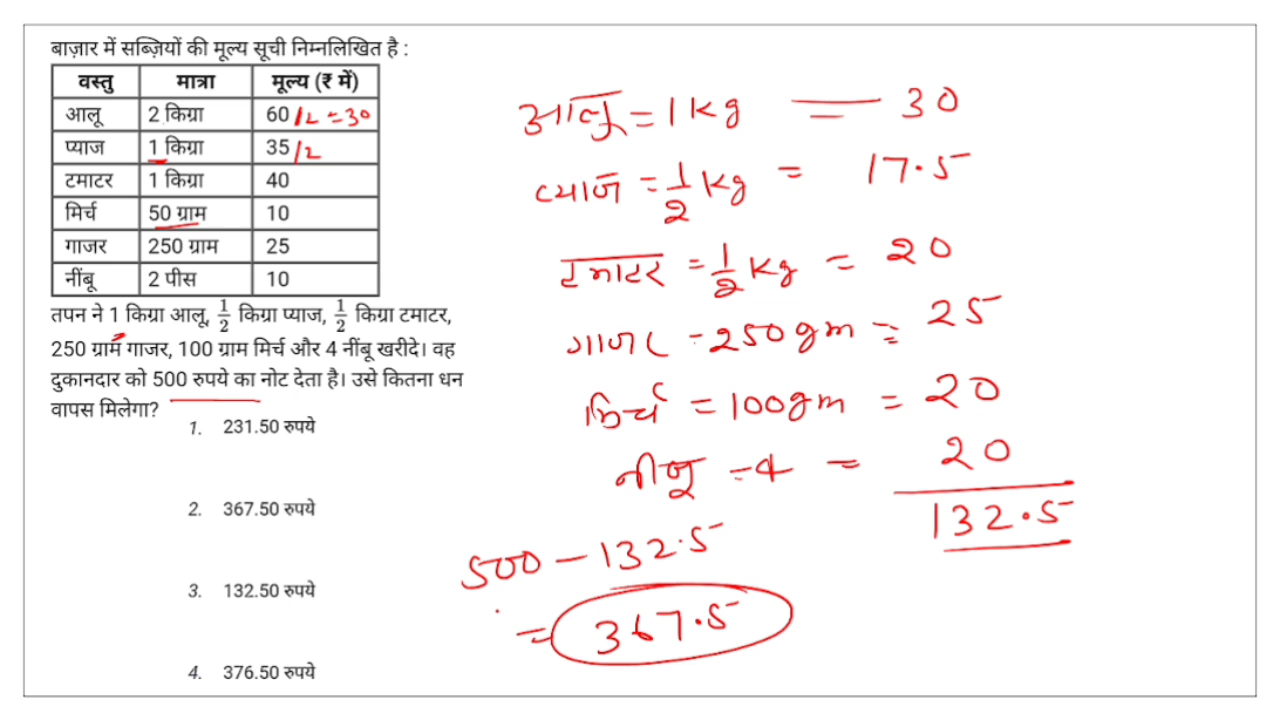 बाज़ार में सब्ज़ियों की मूल्य सूची निम्नलिखित है :
वस्तु मात्रा मूल्य (₹ में)
आलू 2 किग्रा 60 /2 = 30
प्याज 1 किग्रा 35 /2
टमाटर 1 किग्रा 40
मिर्च 50 ग्राम 10
गाजर 250 ग्राम 25
नींबू 2 पीस 10
तपन ने 1 किग्रा आलू, 1/2 किग्रा प्याज, 1/2 किग्रा टमाटर,
250 ग्राम गाजर, 100 ग्राम मिर्च और 4 नींबू खरीदे। वह
दुकानदार को 500 रुपये का नोट देता है। उसे कितना धन
वापस मिलेगा?
1. 231.50 रुपये
2. 367.50 रुपये
3. 132.50 रुपये
4. 376.50 रुपये
आलू = 1 kg — 30
प्याज = 1/2 kg = 17.5
टमाटर = 1/2 kg = 20
गाजर = 250 gm = 25
मिर्च = 100 gm = 20
नीबू = 4 = 20
132.5
500 - 132.5
= 367.5